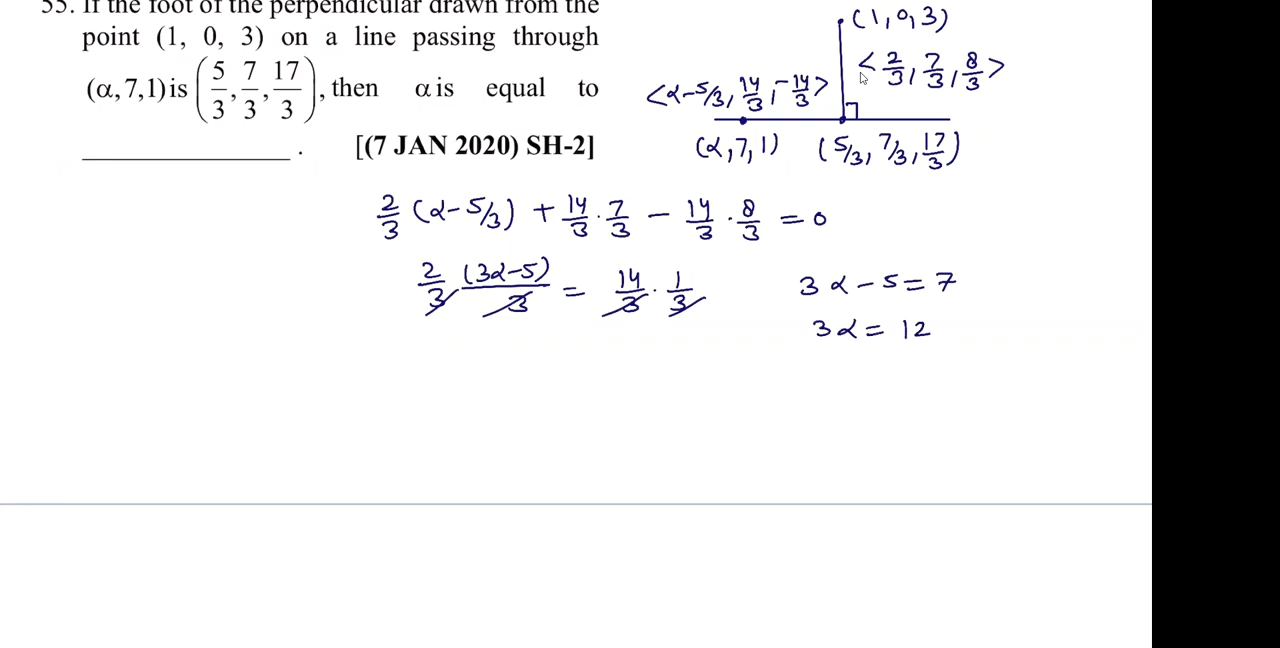 55. If the foot of the perpendicular drawn from the
point (1, 0, 3) on a line passing through
(α, 7, 1) is (5/3, 7/3, 17/3), then α is equal to
____________________ . [(7 JAN 2020) SH-2]
(1, 0, 3)
<2/3, 7/3, 8/3>
<α-5/3, 14/3, -14/3>
(α, 7, 1) (5/3, 7/3, 17/3)
2/3 (α - 5/3) + 14/3 · 7/3 - 14/3 · 8/3 = 0
2/3 (3α-5)/3 = 14/3 · 1/3
3α - 5 = 7
3α = 12